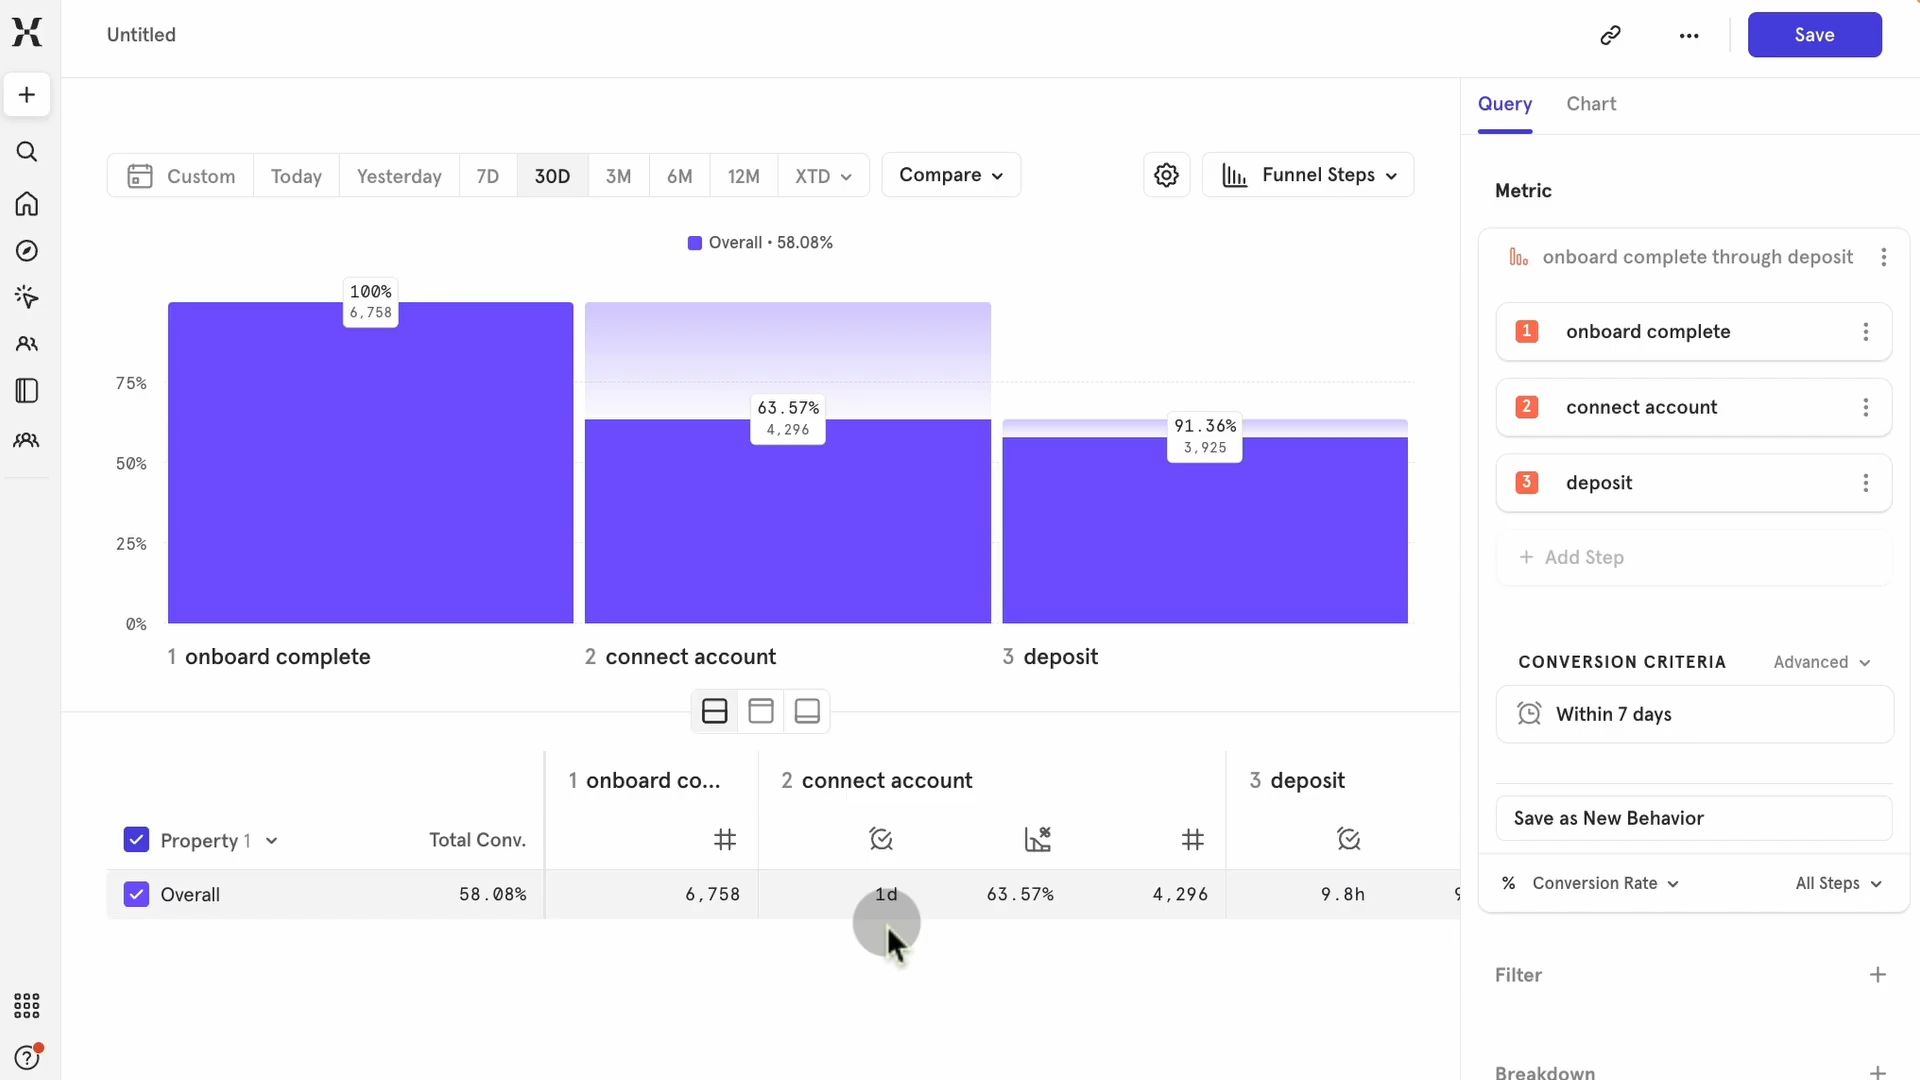 Untitled
Save
Query
Chart
Custom
Today
Yesterday
7D
30D
3M
6M
12M
XTD
Compare
Funnel Steps
Metric
Overall • 58.08%
onboard complete through deposit
100%
6,758
1 onboard complete
75%
63.57%
4,296
2 connect account
91.36%
3,925
50%
3 deposit
25%
+ Add Step
0%
1 onboard complete
2 connect account
3 deposit
CONVERSION CRITERIA
Advanced
Within 7 days
1 onboard co...
2 connect account
3 deposit
Save as New Behavior
Property 1
Total Conv.
Overall
58.08%
6,758
1d
63.57%
4,296
9.8h
% Conversion Rate
All Steps
Filter
Breakdown